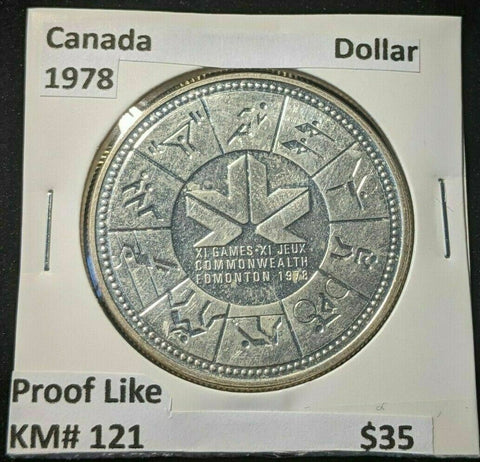 Canada
Dollar
1978
XI GAMES•XI JEUX
COMMONWEALTH
EDMONTON 1978
Proof Like
KM# 121
$35